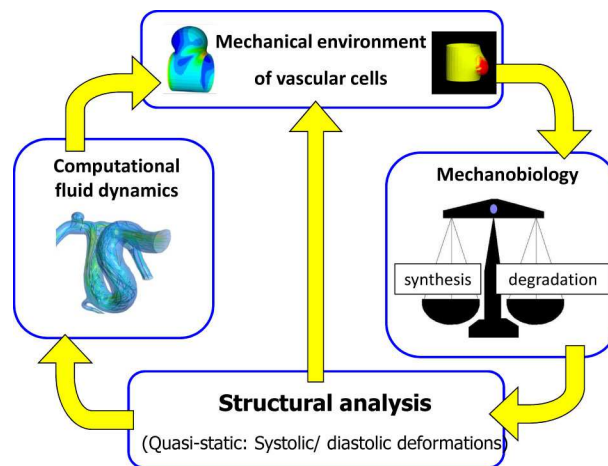 Mechanical environment
of vascular cells
Computational
fluid dynamics
Mechanobiology
synthesis
degradation
Structural analysis
(Quasi-static: Systolic/ diastolic deformations)